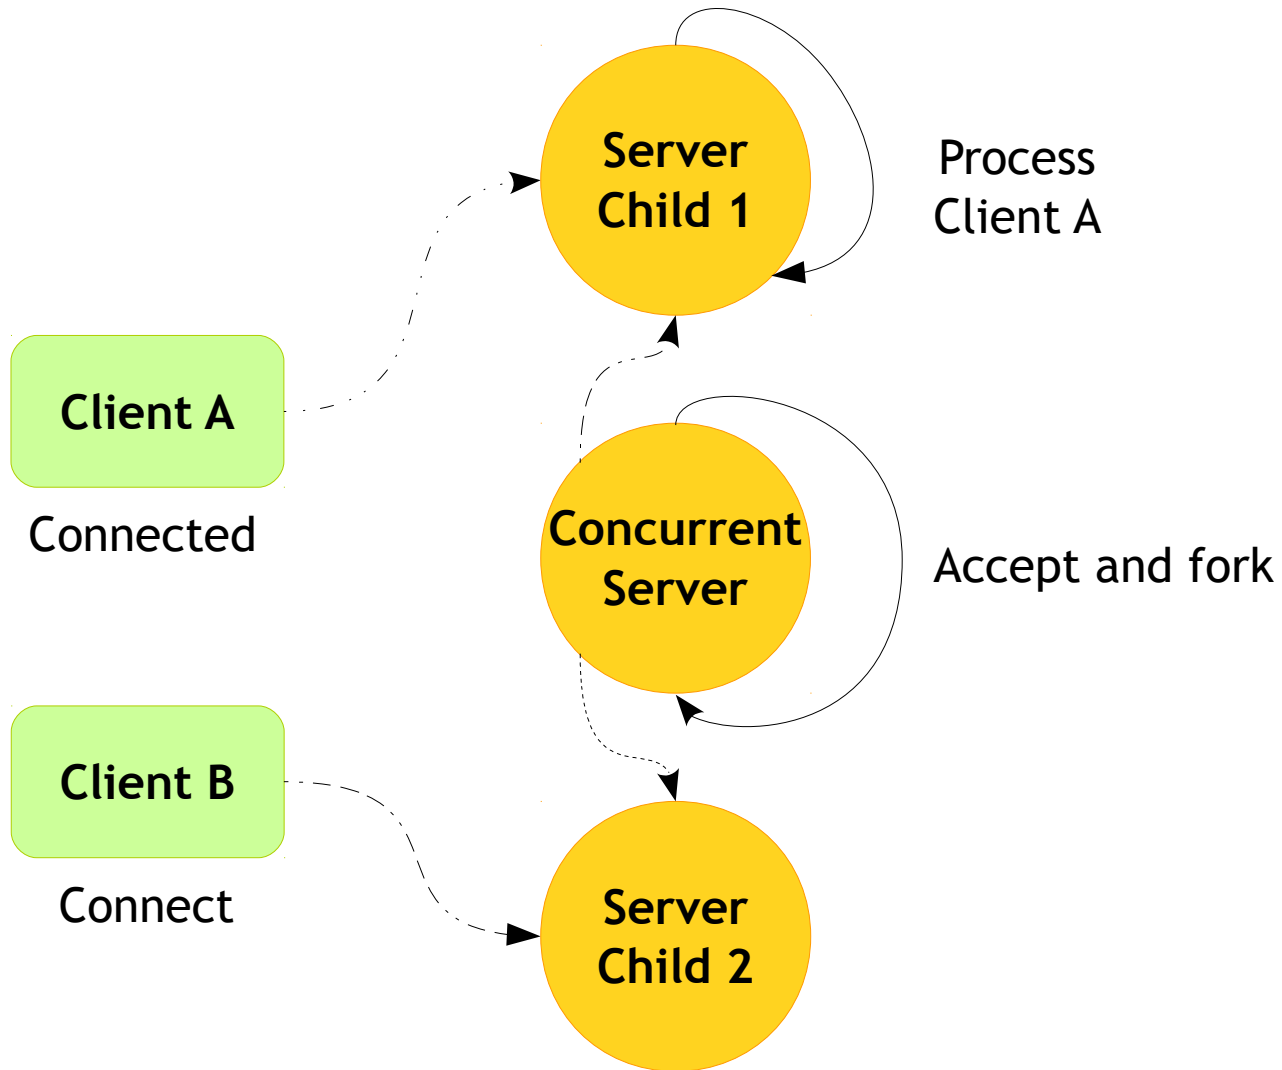 Server
Child 1
Process
Client A
Client A
Connected
Concurrent
Server
Accept and fork
Client B
Connect
Server
Child 2